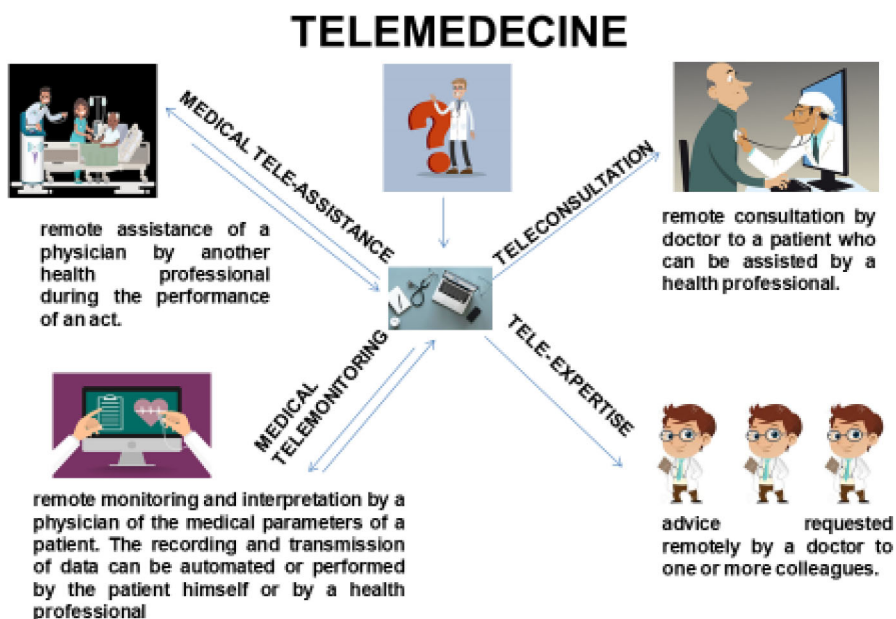 TELEMEDECINE
MEDICAL TELE-ASSISTANCE
remote assistance of a
physician by another
health professional
during the performance
of an act.
TELECONSULTATION
remote consultation by
doctor to a patient who
can be assisted by a
health professional.
MEDICAL
TELEMONITORING
remote monitoring and interpretation by a
physician of the medical parameters of a
patient. The recording and transmission
of data can be automated or performed
by the patient himself or by a health
professional
TELE-EXPERTISE
advice requested
remotely by a doctor to
one or more colleagues.